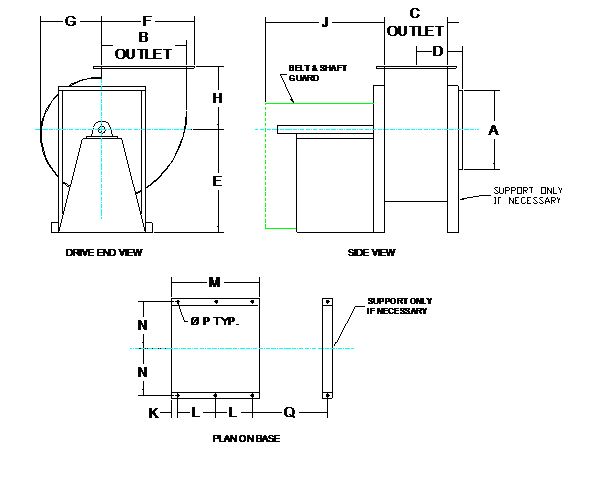 G
F
B
OUTLET
H
E
DRIVE END VIEW
J
C
OUTLET
D
BELT & SHAFT
GUARD
A
SUPPORT ONLY
IF NECESSARY
SIDE VIEW
M
N
N
Ø P TYP.
SUPPORT ONLY
IF NECESSARY
K
L
L
Q
PLAN ON BASE